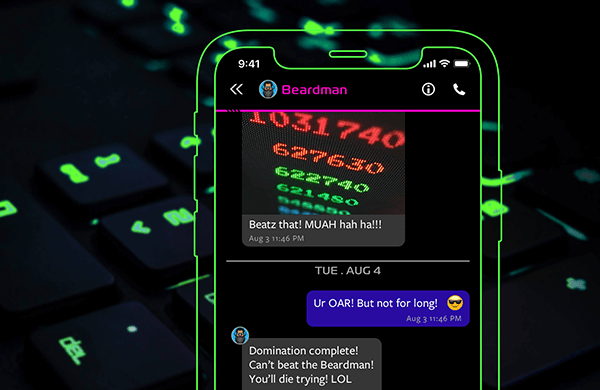 9:41
Beardman
1031740
627630
622740
621480
Beatz that! MUAH hah ha!!!
Aug 3 11:46 PM
TUE . AUG 4
Ur OAR! But not for long! 😎
Aug 3 11:46 PM
Domination complete!
Can't beat the Beardman!
You'll die trying! LOL
del